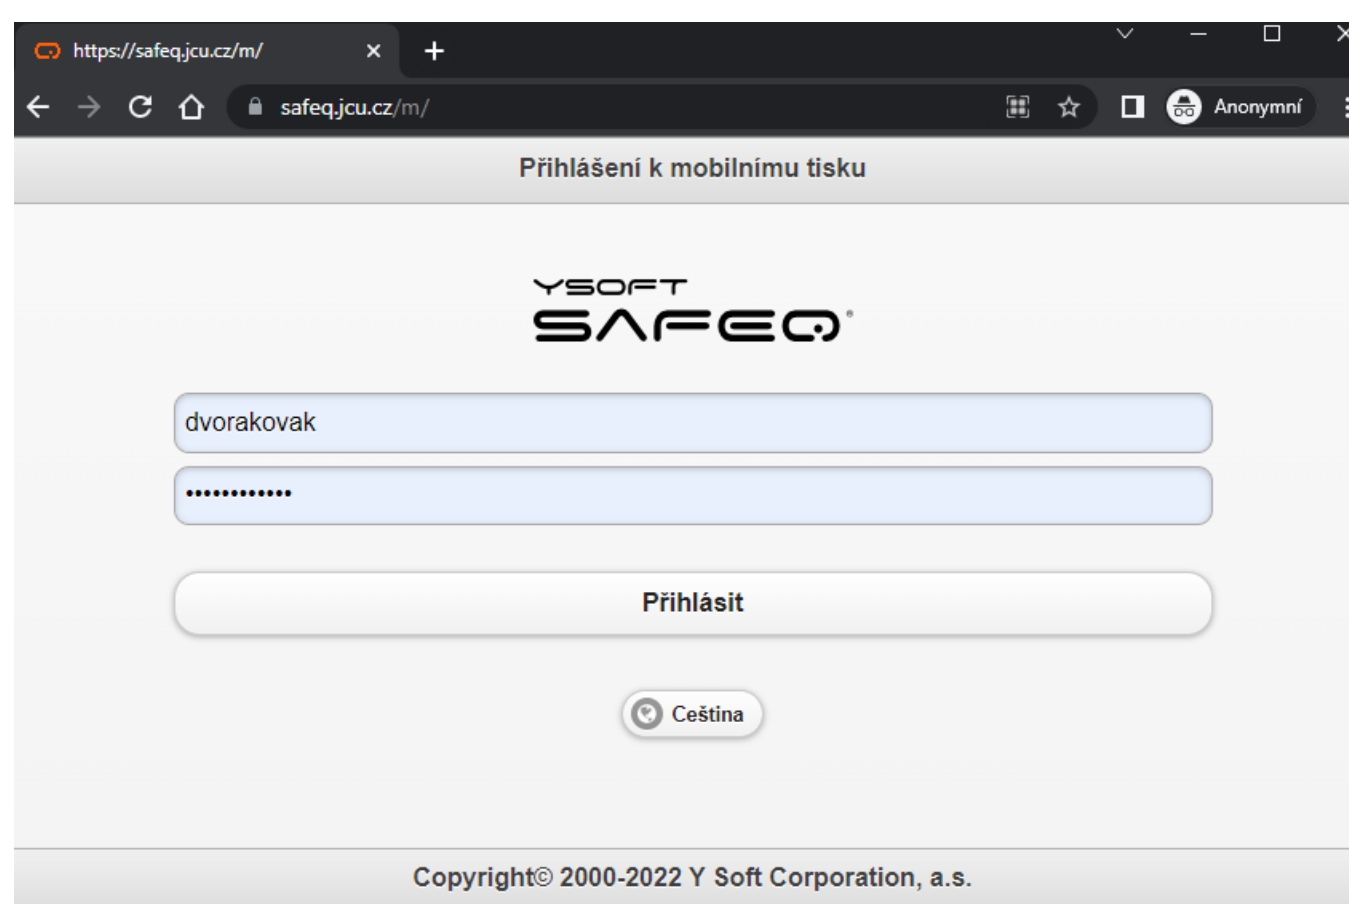 https://safeq.jcu.cz/m/
safeq.jcu.cz/m/ Anonymní
Přihlášení k mobilnímu tisku
YSOFT
SAFEQ®
dvorakovak
••••••••••••
Přihlásit
Ceština
Copyright© 2000-2022 Y Soft Corporation, a.s.